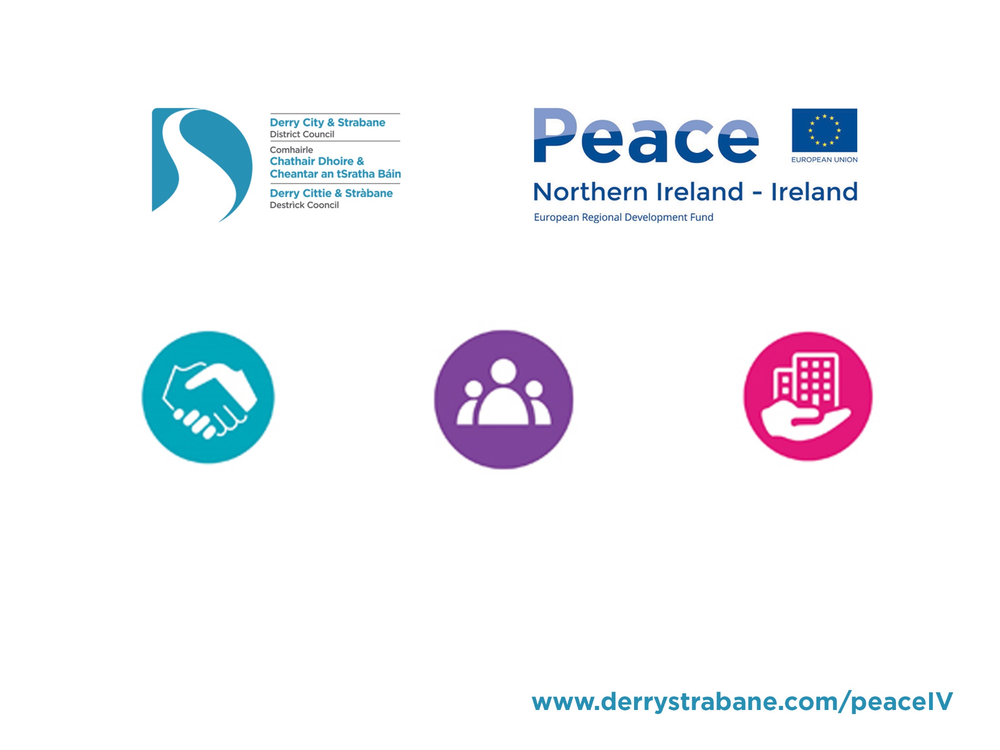 Derry City & Strabane
District Council
Comhairle
Chathair Dhoire &
Cheantar an tSratha Báin
Derry Cittie & Stràbane
Destrìck Cooncil
Peace
EUROPEAN UNION
Northern Ireland - Ireland
European Regional Development Fund
www.derrystrabane.com/peaceIV